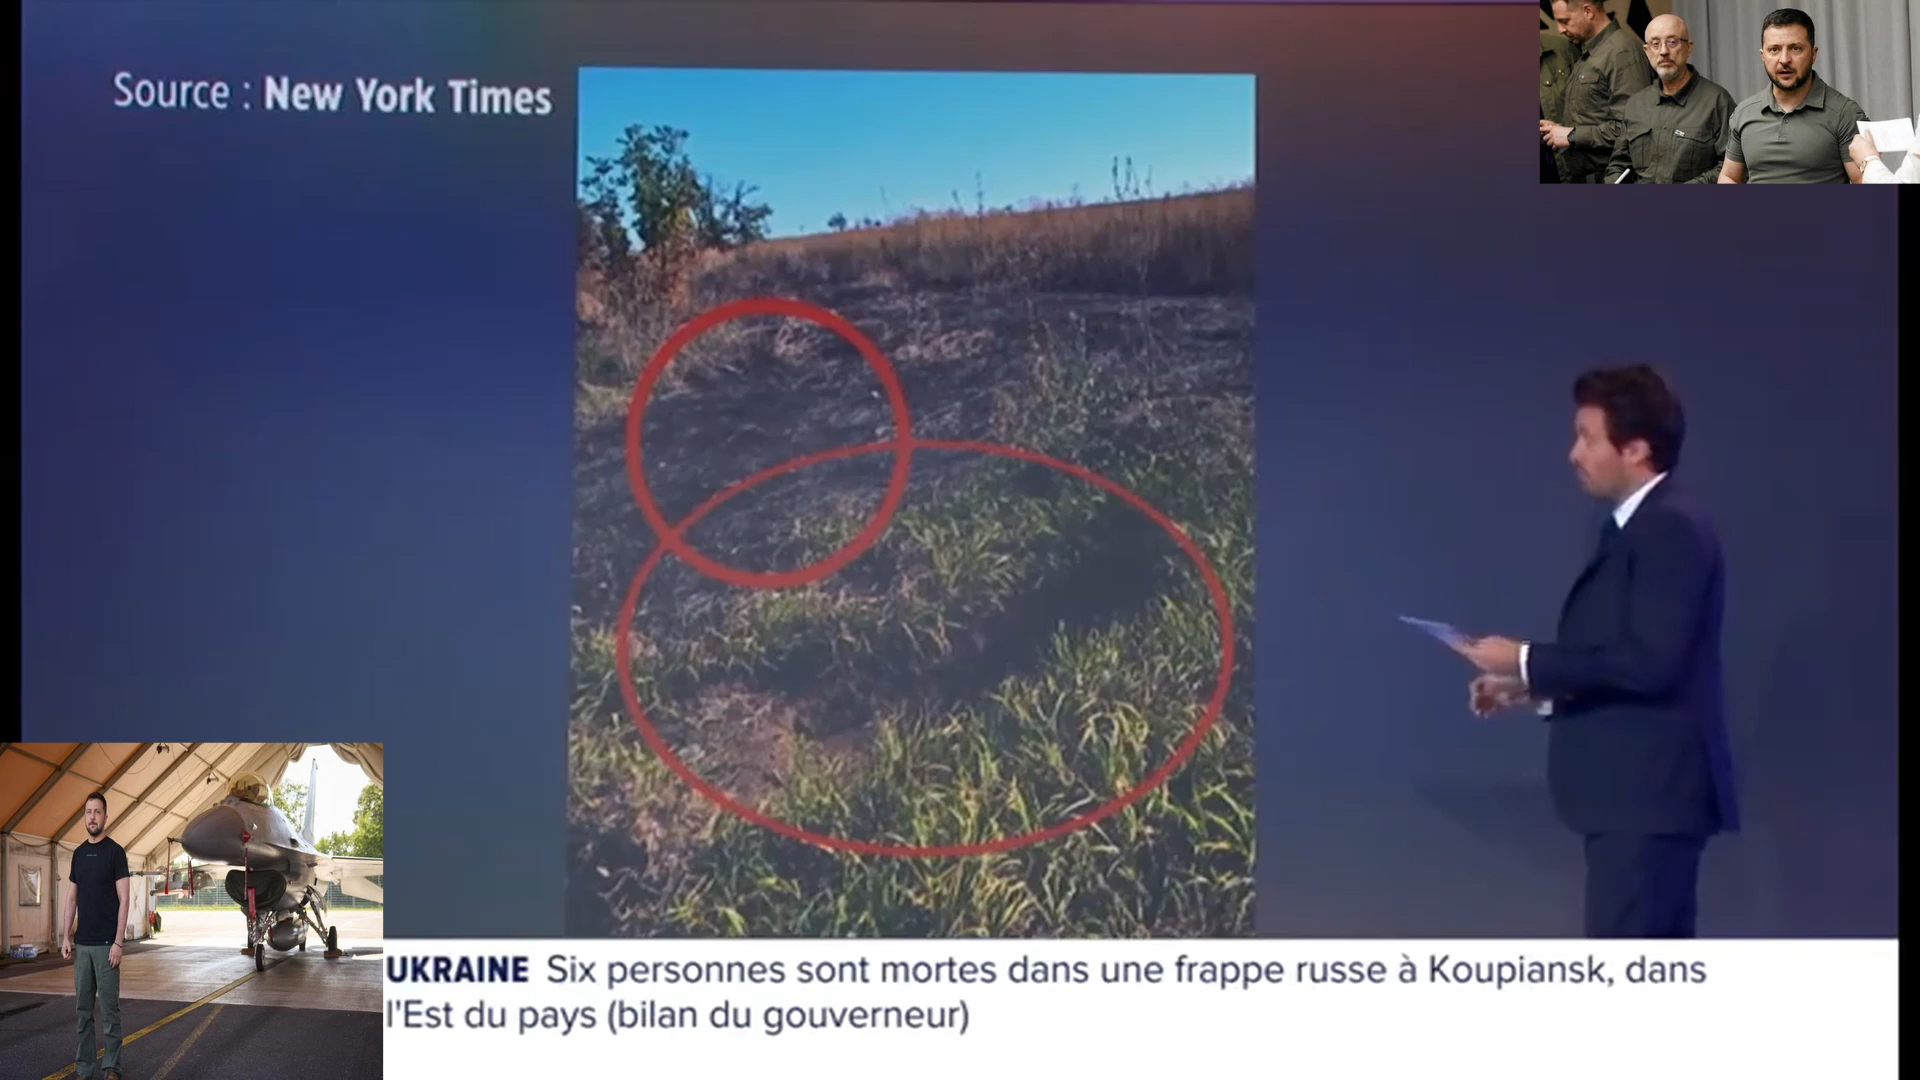 Source : New York Times
UKRAINE Six personnes sont mortes dans une frappe russe à Koupiansk, dans
l'Est du pays (bilan du gouverneur)